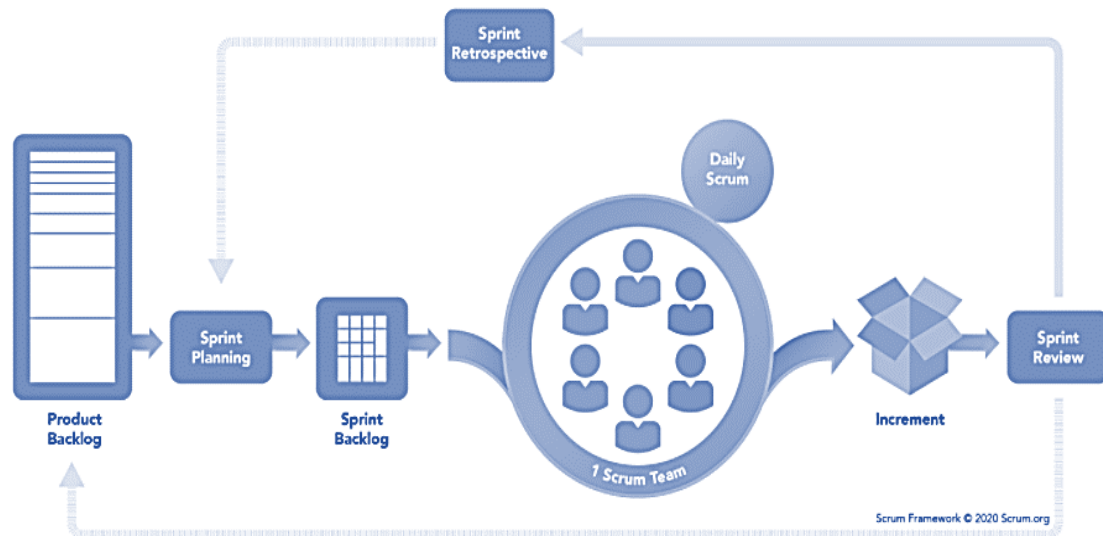 Sprint
Retrospective
Daily
Scrum
Sprint
Planning
Sprint
Review
Product
Backlog
Sprint
Backlog
1 Scrum Team
Increment
Scrum Framework © 2020 Scrum.org